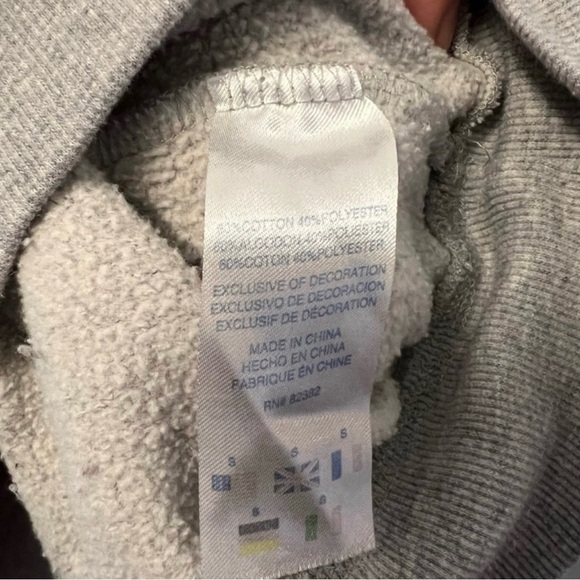 60%COTTON 40%POLYESTER
60%ALGODON 40%POLIESTER
60%COTON 40%POLYESTER
EXCLUSIVE OF DECORATION
EXCLUSIVO DE DECORACION
EXCLUSIF DE DECORATION
MADE IN CHINA
HECHO EN CHINA
FABRIQUE EN CHINE
RN# 82382
S S S
S S